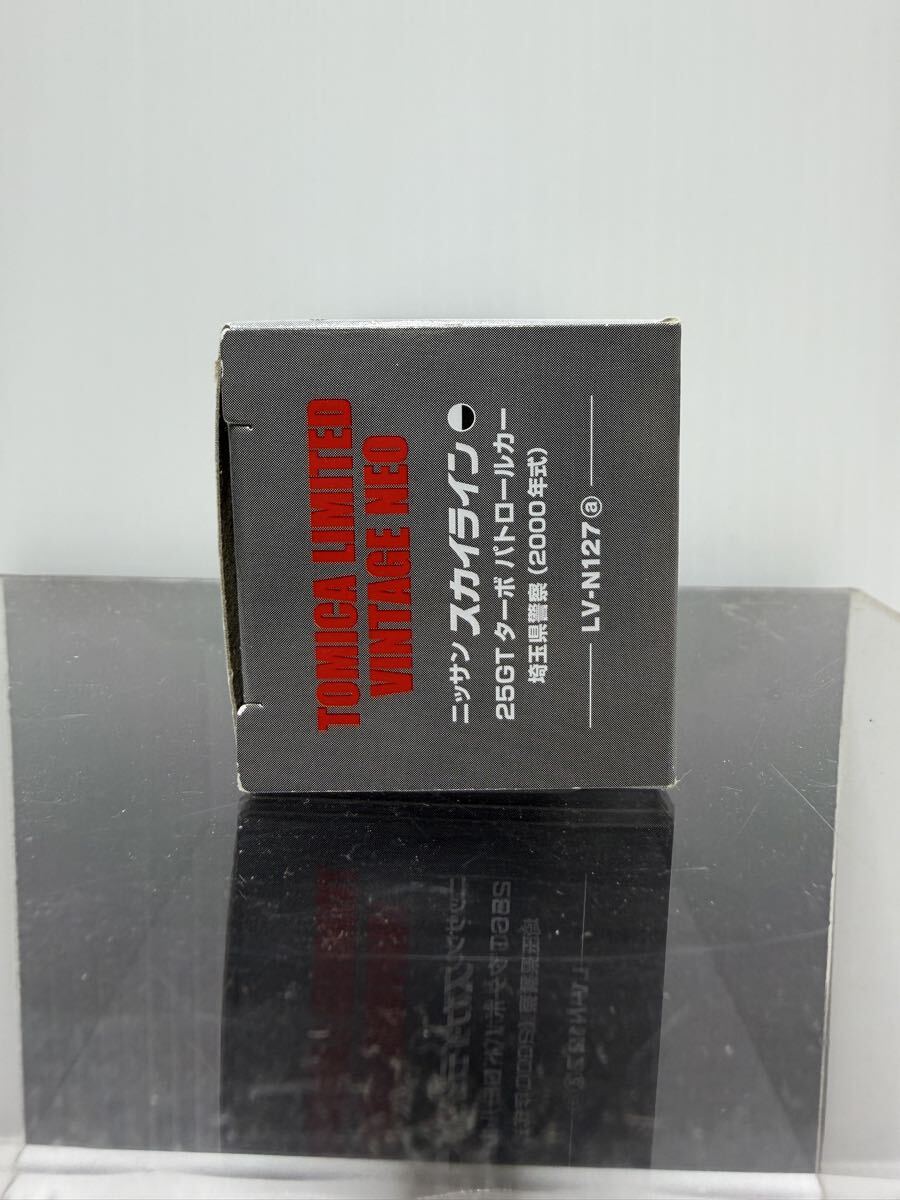 TOMICA LIMITED
VINTAGE NEO
ニッサン スカイライン
25GT ターボ パトロールカー
埼玉県警察 (2000年式)
LV-N127ⓐ